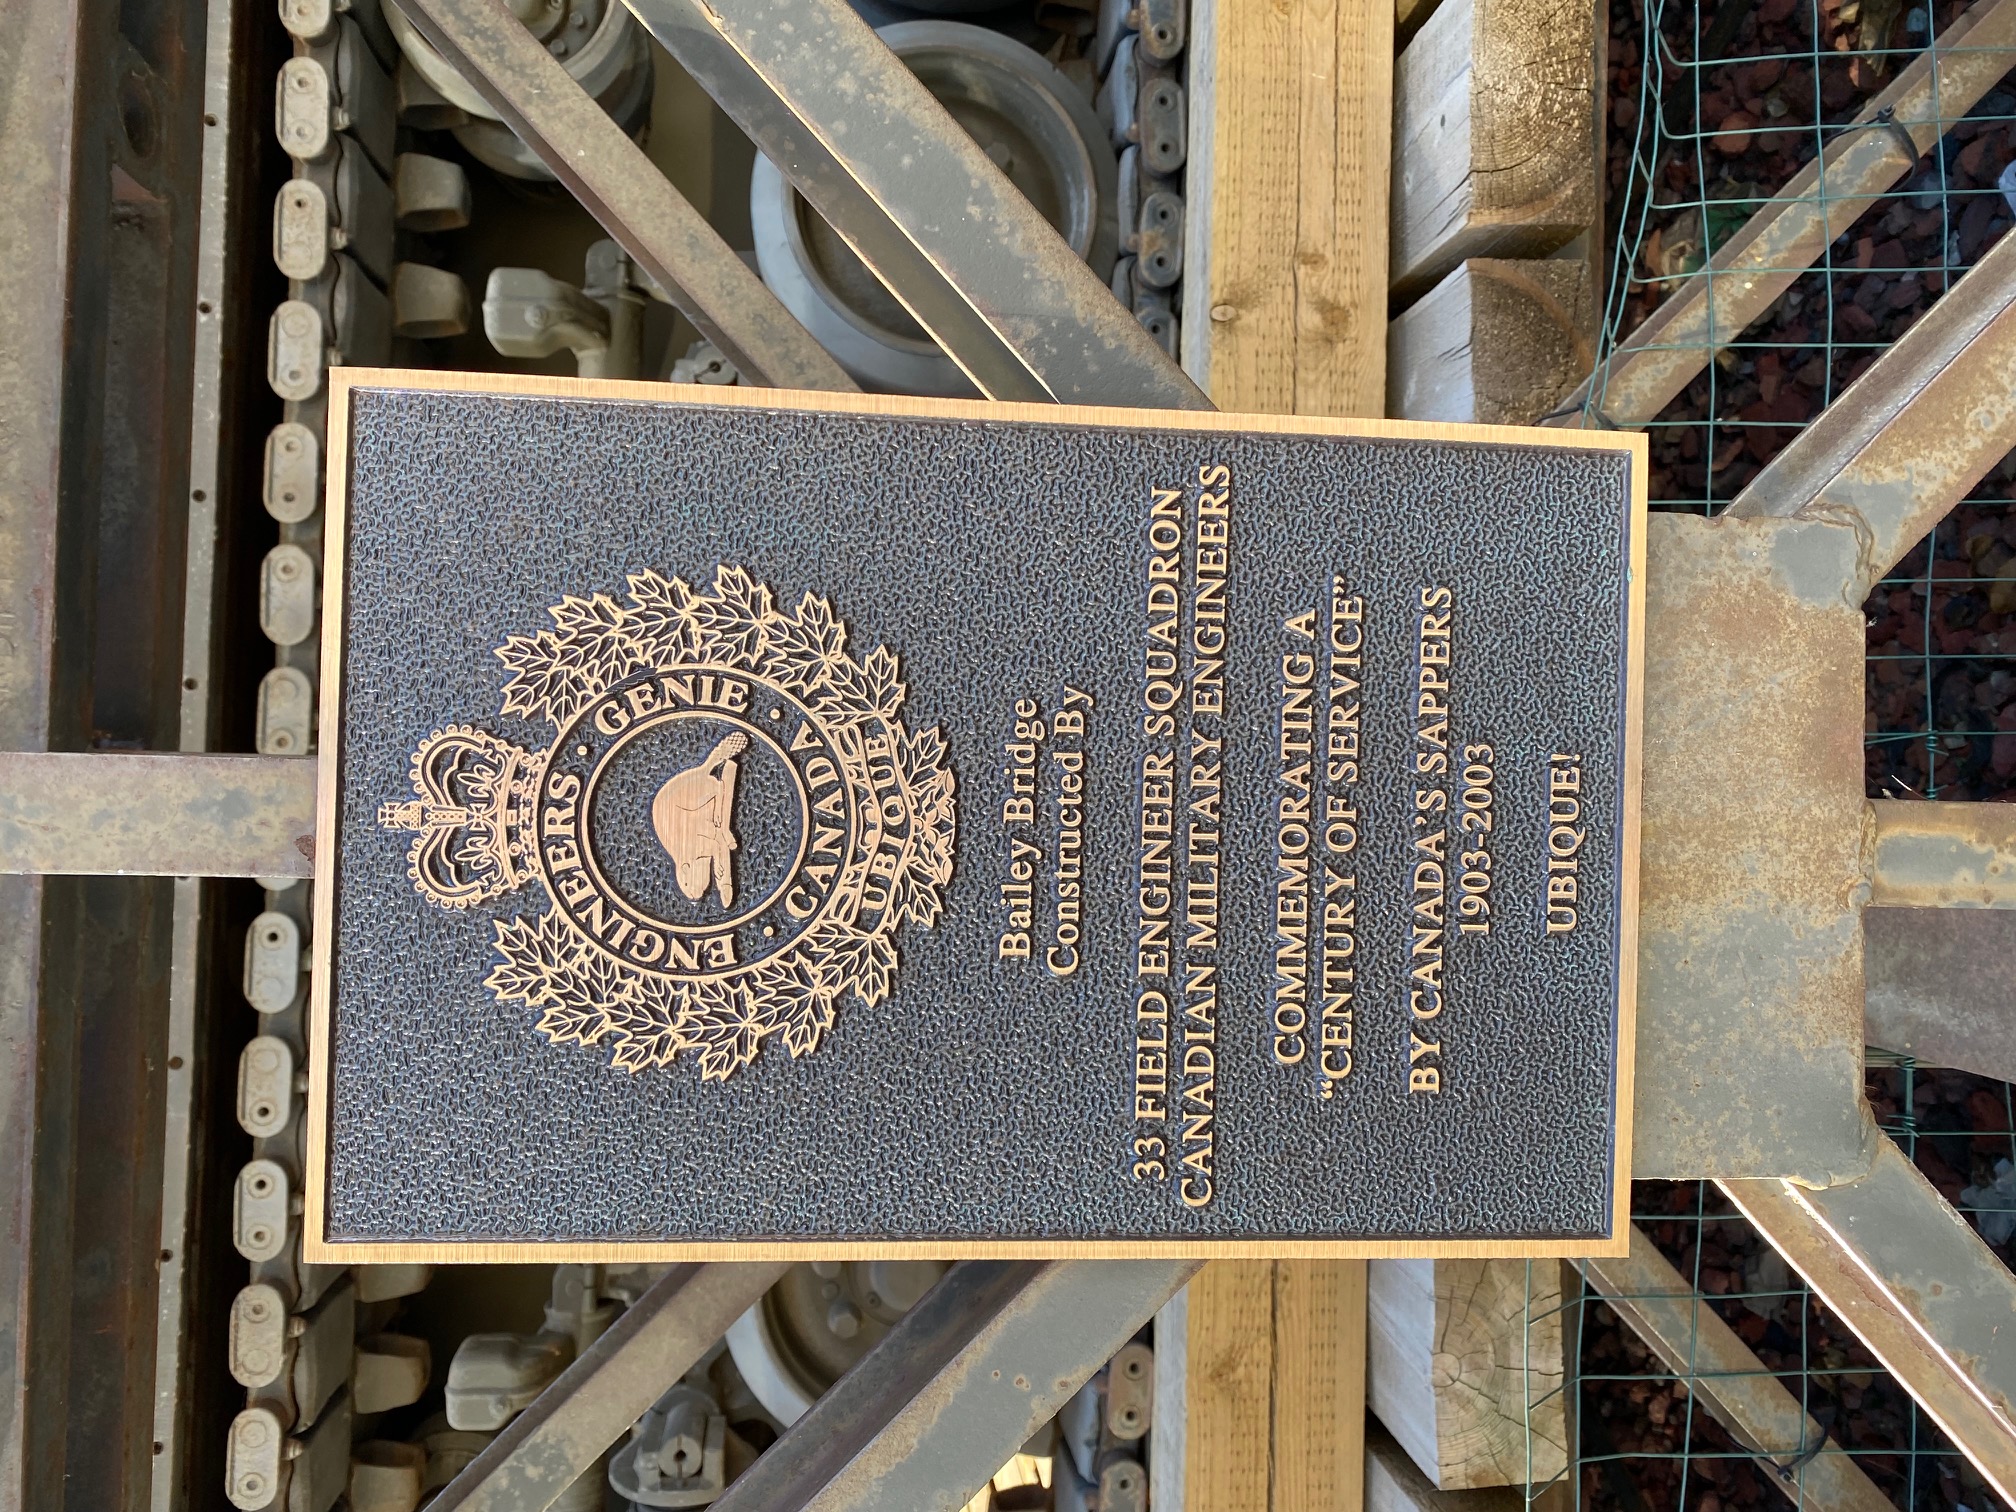 ENGINEERS · GENIE · CANADA ·
UBIQUE
Bailey Bridge
Constructed By
33 FIELD ENGINEER SQUADRON
CANADIAN MILITARY ENGINEERS
COMMEMORATING A
“CENTURY OF SERVICE”
BY CANADA’S SAPPERS
1903-2003
UBIQUE!